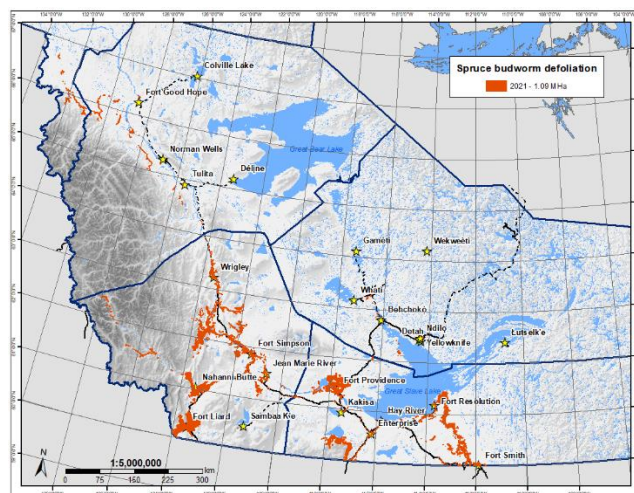 Spruce budworm defoliation
2021 - 1.09 MHa
Colville Lake
Fort Good Hope
Norman Wells
Great Bear Lake
Tulita
Déline
Gamètì
Wekweètì
Wrigley
Whatì
Behchokǫ̀
Dettah
Ndilo
Yellowknife
Łutselk'e
Fort Simpson
Jean Marie River
Nahanni Butte
Fort Providence
Great Slave Lake
Fort Liard
Sambaa K'e
Kakisa
Hay River
Fort Resolution
Enterprise
Fort Smith
N
1:5,000,000
0 75 150 225 300
km